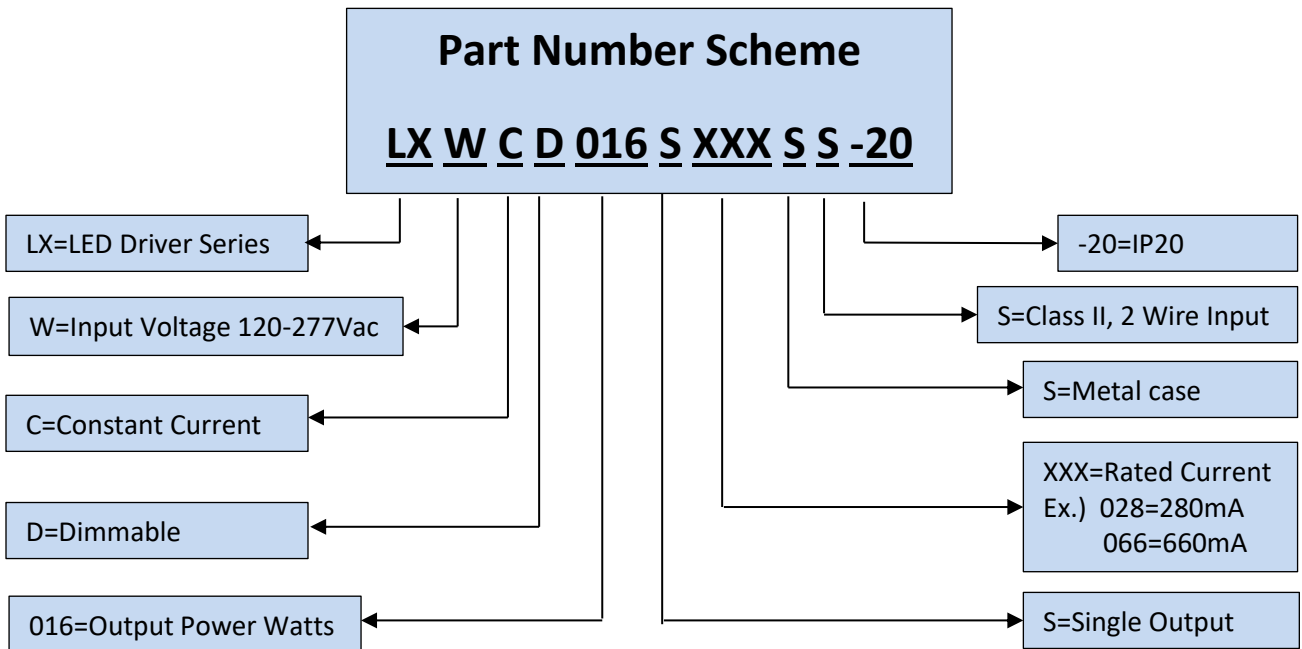 Part Number Scheme
LX W C D 016 S XXX S S -20
LX=LED Driver Series
W=Input Voltage 120-277Vac
C=Constant Current
D=Dimmable
016=Output Power Watts
-20=IP20
S=Class II, 2 Wire Input
S=Metal case
XXX=Rated Current
Ex.) 028=280mA
066=660mA
S=Single Output